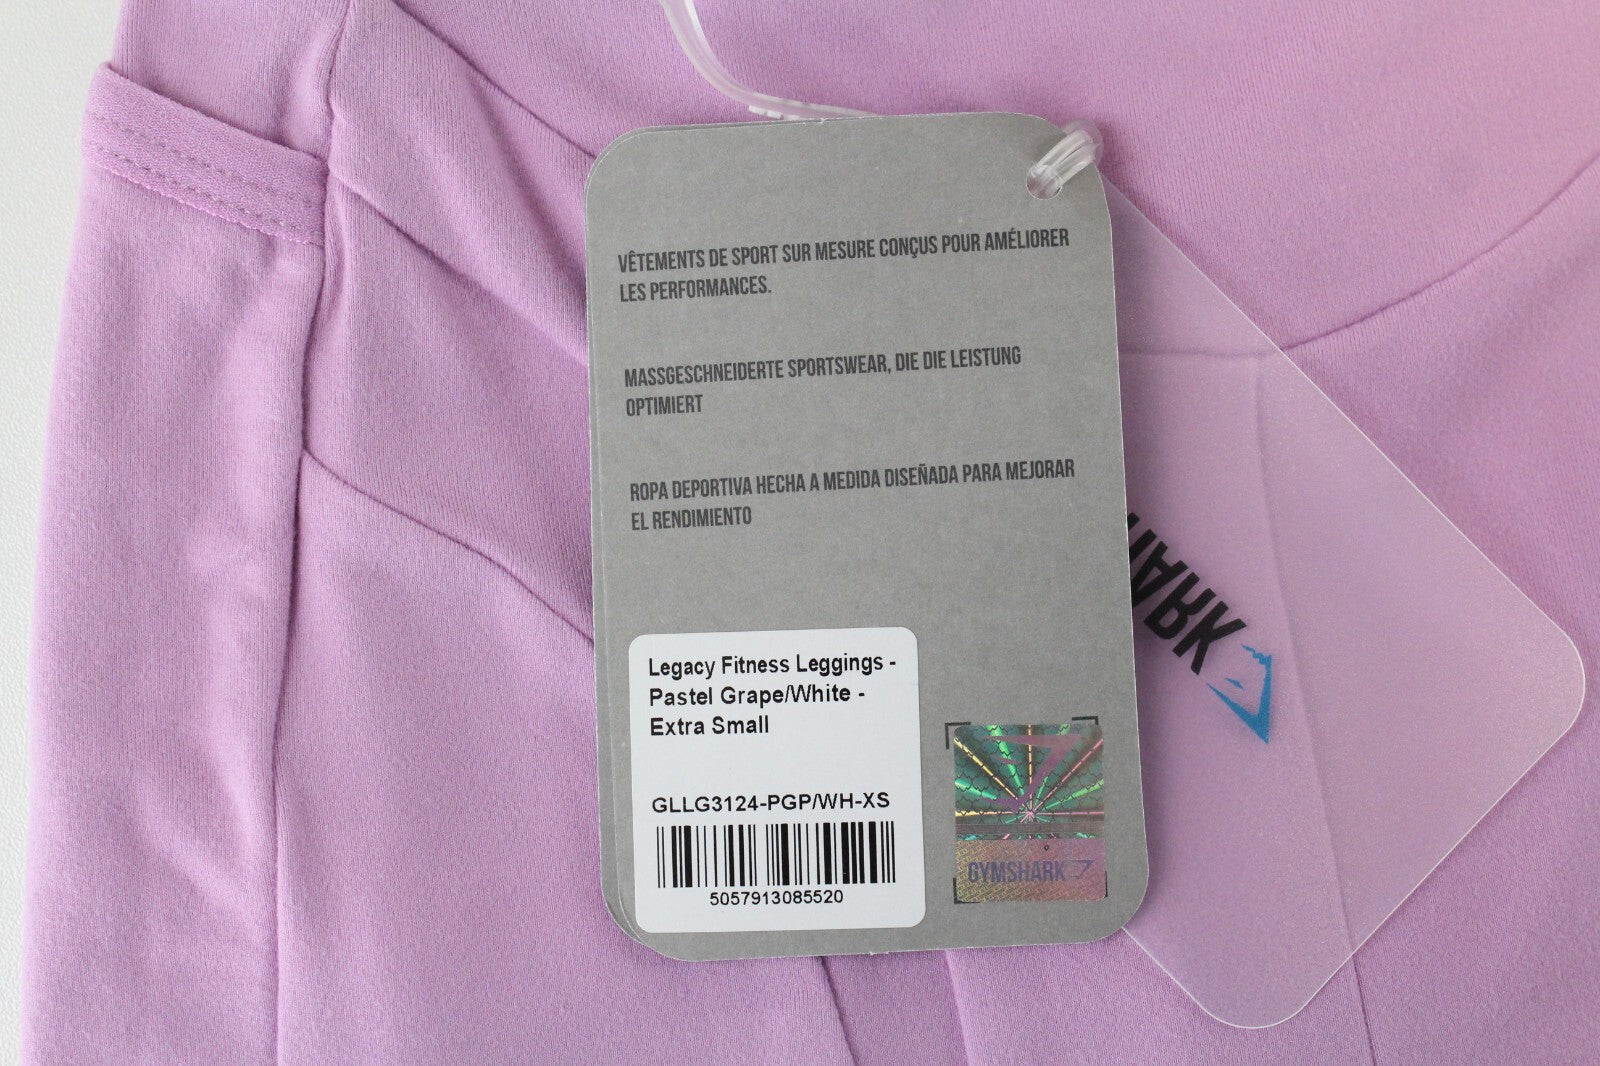 VÊTEMENTS DE SPORT SUR MESURE CONÇUS POUR AMÉLIORER
LES PERFORMANCES.
MASSGESCHNEIDERTE SPORTSWEAR, DIE DIE LEISTUNG
OPTIMIERT
ROPA DEPORTIVA HECHA A MEDIDA DISEÑADA PARA MEJORAR
EL RENDIMIENTO
Legacy Fitness Leggings -
Pastel Grape/White -
Extra Small
GLLG3124-PGP/WH-XS
5057913085520
GYMSHARK
HARK